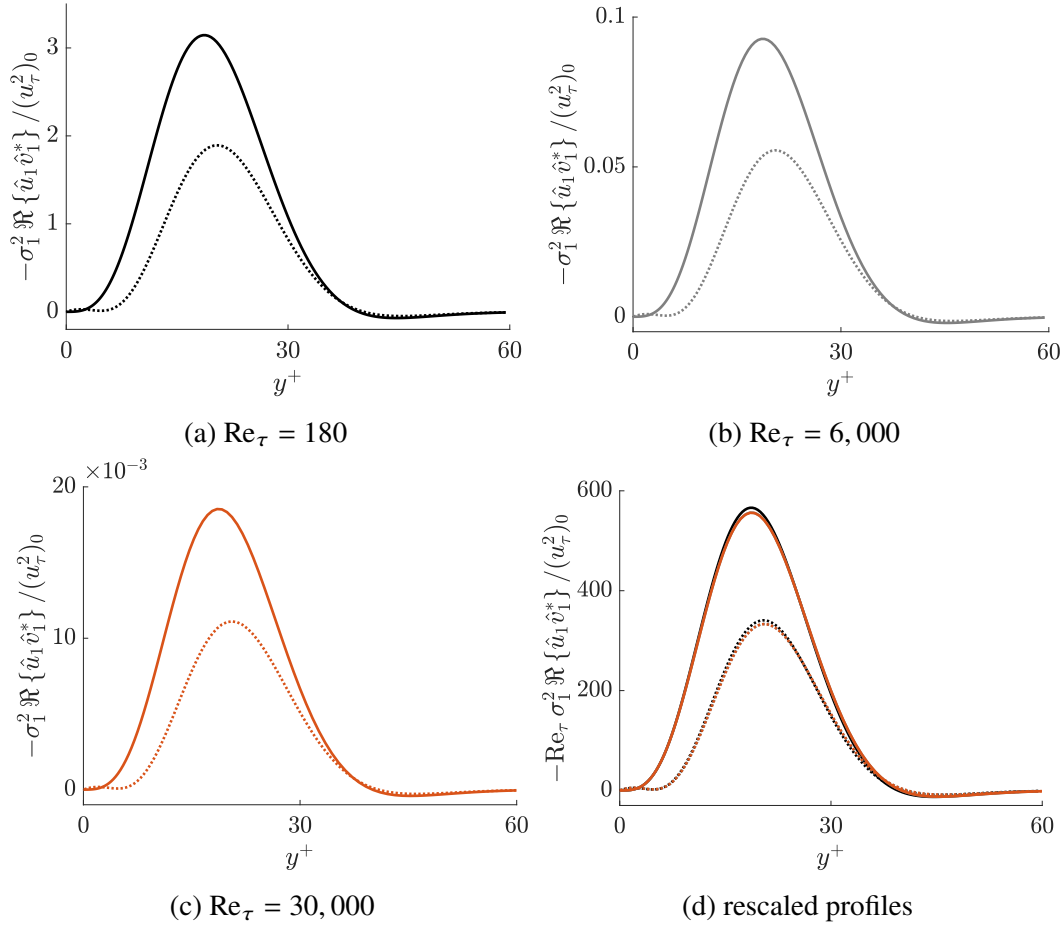 3
2
1
0
0
30
60
−σ₁² ℜ {û₁v̂₁*} /(u_τ²)₀
y⁺
(a) Re_τ = 180
0.1
0.05
0
0
30
60
−σ₁² ℜ {û₁v̂₁*} /(u_τ²)₀
y⁺
(b) Re_τ = 6, 000
×10⁻³
20
10
0
0
30
60
−σ₁² ℜ {û₁v̂₁*} /(u_τ²)₀
y⁺
(c) Re_τ = 30, 000
600
400
200
0
0
30
60
−Re_τ σ₁² ℜ {û₁v̂₁*} /(u_τ²)₀
y⁺
(d) rescaled profiles